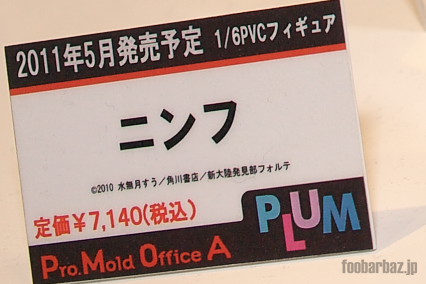 2011年5月発売予定 1/6PVCフィギュア
ニンフ
©2010 水無月すう／角川書店／新大陸発見部フォルテ
定価¥7,140(税込)
PLUM
Pro.Mold Office A
foobarbaz.jp